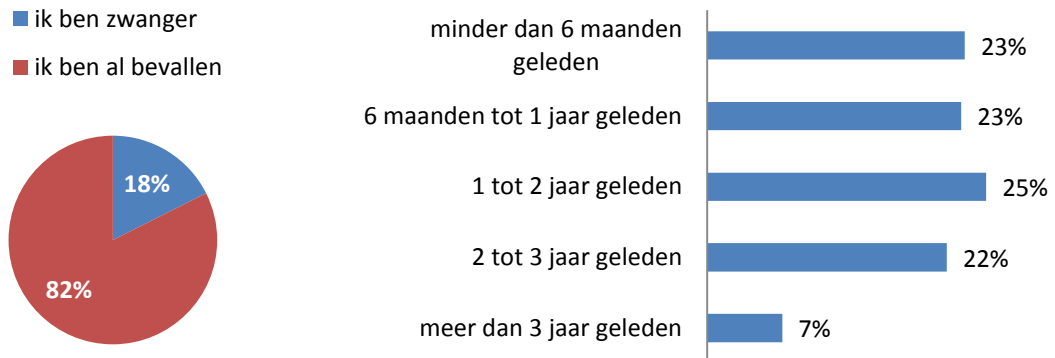 ik ben zwanger
ik ben al bevallen
18%
82%
minder dan 6 maanden
geleden
23%
6 maanden tot 1 jaar geleden
23%
1 tot 2 jaar geleden
25%
2 tot 3 jaar geleden
22%
meer dan 3 jaar geleden
7%